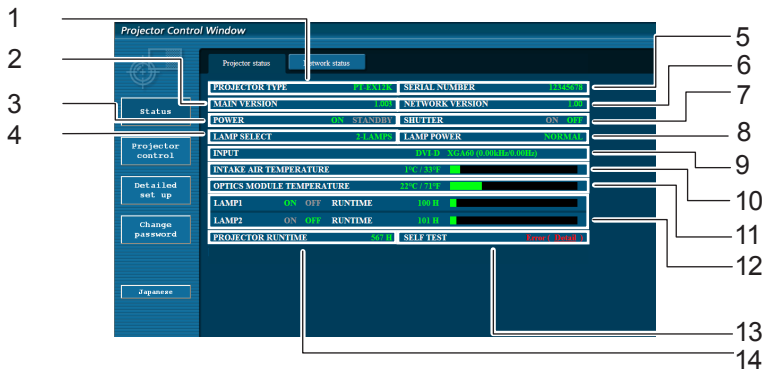 Projector Control Window
Projector status
Network status
Status
Projector control
Detailed set up
Change password
Japanese
PROJECTOR TYPE PT-EX12K SERIAL NUMBER 12345678
MAIN VERSION 1.003 NETWORK VERSION 1.00
POWER ON STANDBY SHUTTER ON OFF
LAMP SELECT 2-LAMPS LAMP POWER NORMAL
INPUT DVI-D XGA60 (0.00kHz/0.00Hz)
INTAKE AIR TEMPERATURE 1°C / 33°F
OPTICS MODULE TEMPERATURE 22°C / 71°F
LAMP1 ON OFF RUNTIME 100 H
LAMP2 ON OFF RUNTIME 101 H
PROJECTOR RUNTIME 567 H SELF TEST Error ( Detail )
1
2
3
4
5
6
7
8
9
10
11
12
13
14